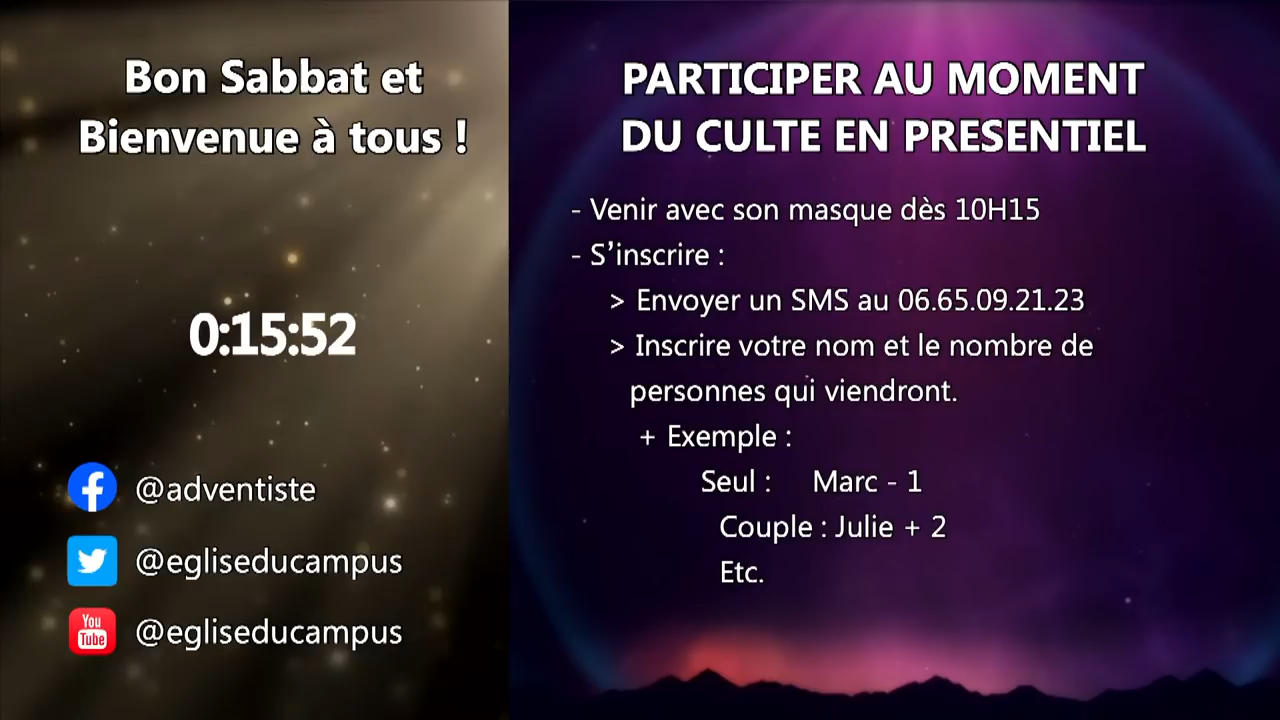 Bon Sabbat et
Bienvenue à tous !
0:15:52
@adventiste
@egliseducampus
You
Tube
@egliseducampus
PARTICIPER AU MOMENT
DU CULTE EN PRESENTIEL
- Venir avec son masque dès 10H15
- S’inscrire :
> Envoyer un SMS au 06.65.09.21.23
> Inscrire votre nom et le nombre de
personnes qui viendront.
+ Exemple :
Seul : Marc - 1
Couple : Julie + 2
Etc.